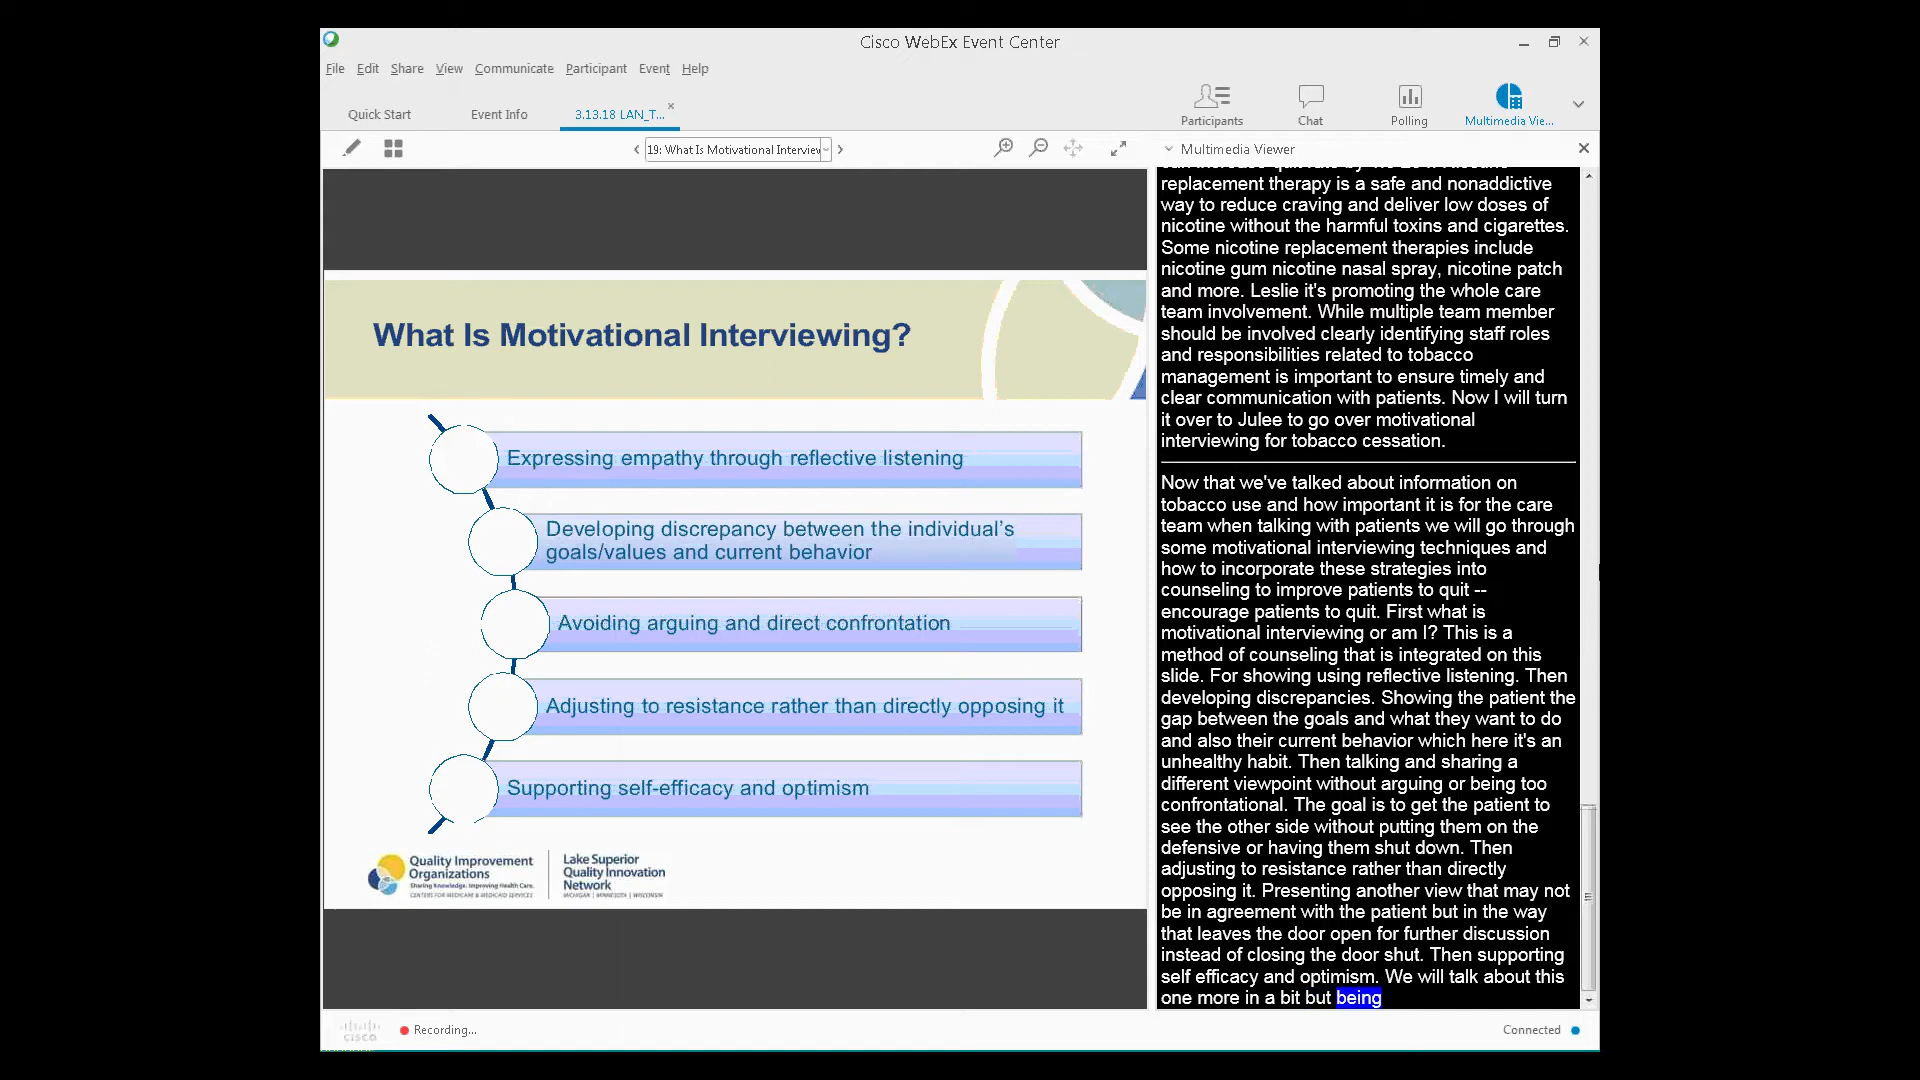 Cisco WebEx Event Center
File Edit Share View Communicate Participant Event Help
Quick Start Event Info 3.13.18 LAN_T...
Participants Chat Polling Multimedia Vie...
19: What Is Motivational Interview
Multimedia Viewer
What Is Motivational Interviewing?
Expressing empathy through reflective listening
Developing discrepancy between the individual's
goals/values and current behavior
Avoiding arguing and direct confrontation
Adjusting to resistance rather than directly opposing it
Supporting self-efficacy and optimism
Quality Improvement
Organizations
Sharing Knowledge. Improving Health Care.
CENTERS FOR MEDICARE & MEDICAID SERVICES
Lake Superior
Quality Innovation
Network
MICHIGAN | MINNESOTA | WISCONSIN
replacement therapy is a safe and nonaddictive
way to reduce craving and deliver low doses of
nicotine without the harmful toxins and cigarettes.
Some nicotine replacement therapies include
nicotine gum nicotine nasal spray, nicotine patch
and more. Leslie it's promoting the whole care
team involvement. While multiple team member
should be involved clearly identifying staff roles
and responsibilities related to tobacco
management is important to ensure timely and
clear communication with patients. Now I will turn
it over to Julee to go over motivational
interviewing for tobacco cessation.
Now that we've talked about information on
tobacco use and how important it is for the care
team when talking with patients we will go through
some motivational interviewing techniques and
how to incorporate these strategies into
counseling to improve patients to quit --
encourage patients to quit. First what is
motivational interviewing or am I? This is a
method of counseling that is integrated on this
slide. For showing using reflective listening. Then
developing discrepancies. Showing the patient the
gap between the goals and what they want to do
and also their current behavior which here it's an
unhealthy habit. Then talking and sharing a
different viewpoint without arguing or being too
confrontational. The goal is to get the patient to
see the other side without putting them on the
defensive or having them shut down. Then
adjusting to resistance rather than directly
opposing it. Presenting another view that may not
be in agreement with the patient but in the way
that leaves the door open for further discussion
instead of closing the door shut. Then supporting
self efficacy and optimism. We will talk about this
one more in a bit but being
cisco
Recording...
Connected